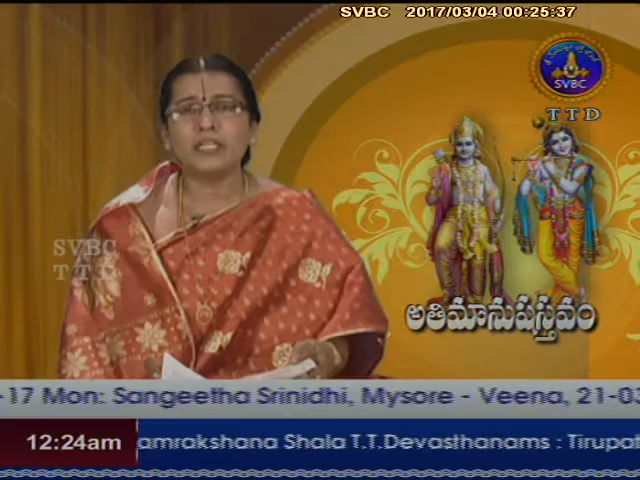 SVBC 2017/03/04 00:25:37
SVBC
TTD
SVBC
TTD
అతిమానుషస్తవం
-17 Mon: Sangeetha Srinidhi, Mysore - Veena, 21-03
12:24am
amrakshana Shala T.T.Devasthanams : Tirupat